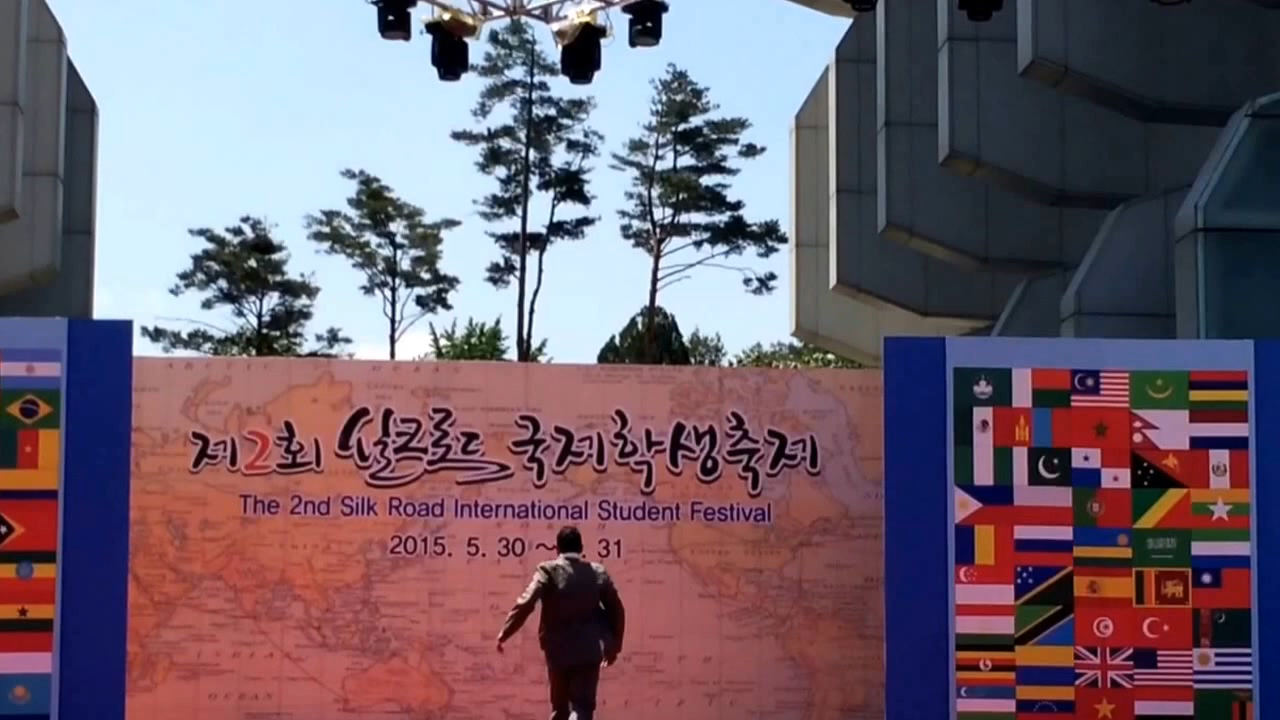 제2회 실크로드 국제학생축제
The 2nd Silk Road International Student Festival
2015. 5. 30 ~ 31